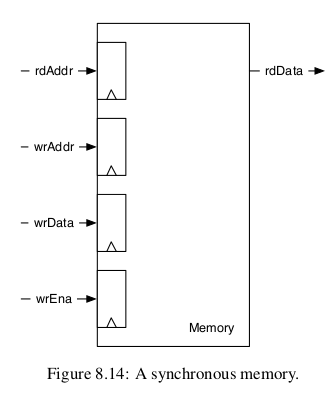 rdAddr
rdData
wrAddr
wrData
wrEna
Memory
Figure 8.14: A synchronous memory.